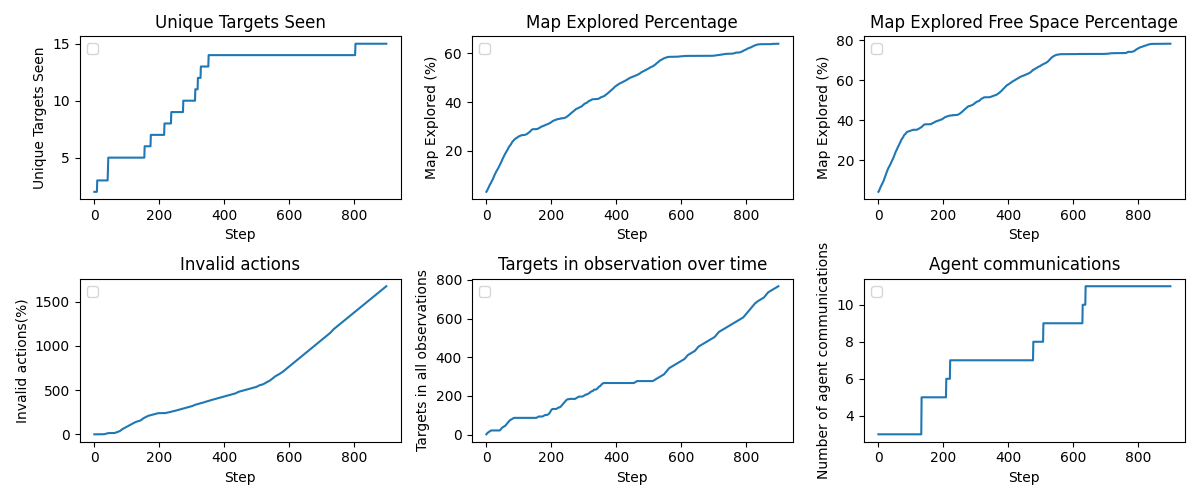 Unique Targets Seen
Map Explored Percentage
Map Explored Free Space Percentage
Unique Targets Seen
15
10
5
0
200
400
600
800
Step
Map Explored (%)
60
40
20
0
200
400
600
800
Step
Map Explored (%)
80
60
40
20
0
200
400
600
800
Step
Invalid actions
Targets in observation over time
Agent communications
Invalid actions(%)
1500
1000
500
0
0
200
400
600
800
Step
Targets in all observations
800
600
400
200
0
0
200
400
600
800
Step
Number of agent communications
10
8
6
4
0
200
400
600
800
Step